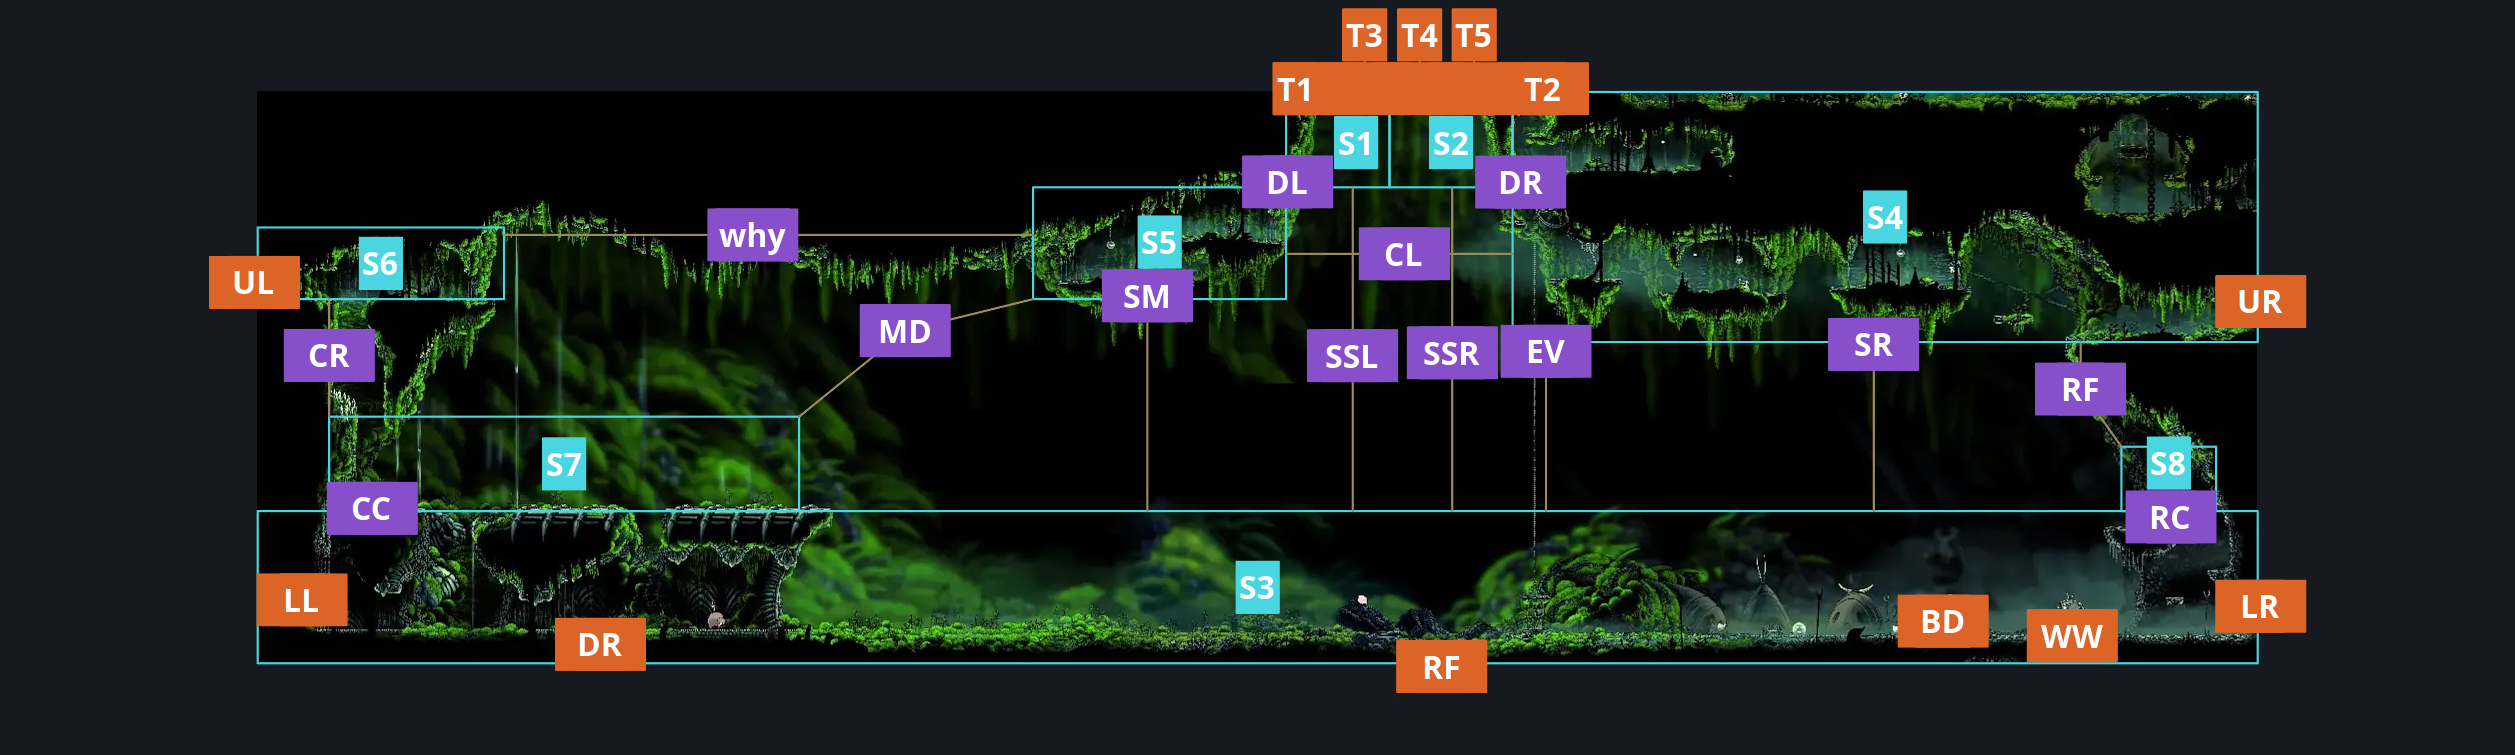 T3 T4 T5
T1 T2
S1 S2
DL DR
why S5 S4
S6 CL
UL SM UR
MD
CR SSL SSR EV SR
RF
S7 S8
CC RC
S3
LL LR
DR BD WW
RF